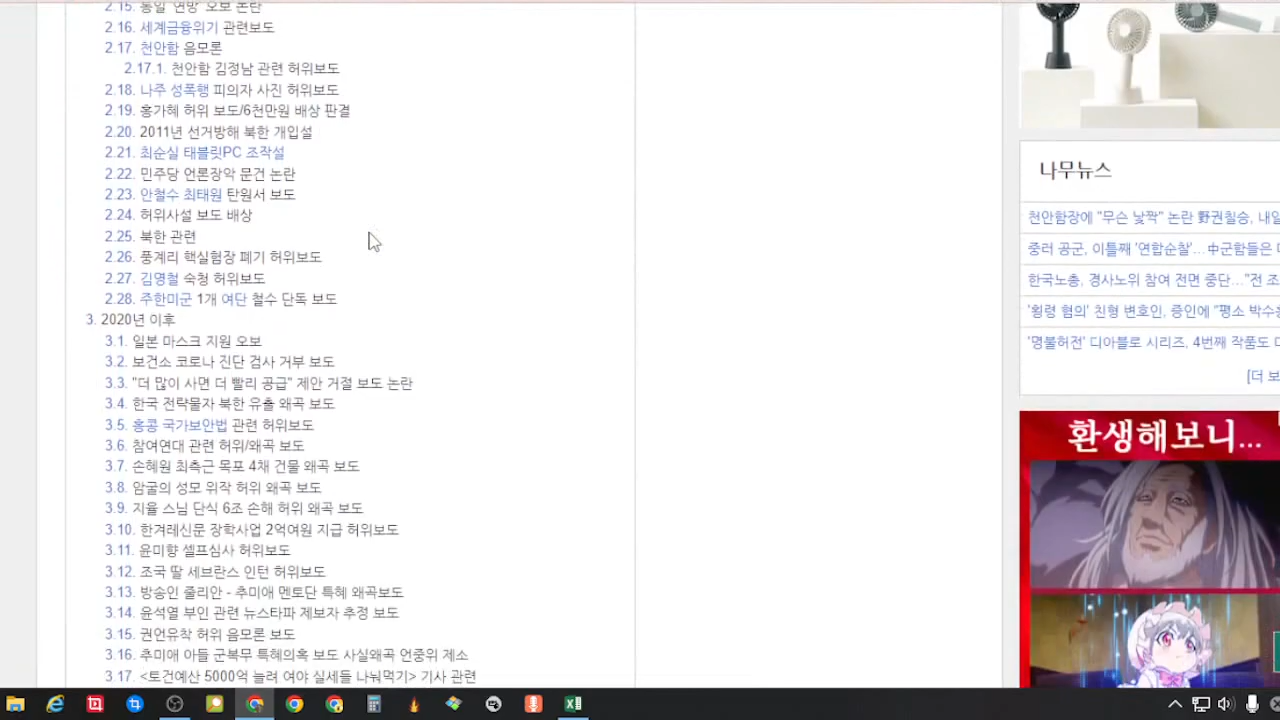 2.15. 통일 '연방' 오보 논란
2.16. 세계금융위기 관련보도
2.17. 천안함 음모론
2.17.1. 천안함 김정남 관련 허위보도
2.18. 나주 성폭행 피의자 사진 허위보도
2.19. 홍가혜 허위 보도/6천만원 배상 판결
2.20. 2011년 선거방해 북한 개입설
2.21. 최순실 태블릿PC 조작설
2.22. 민주당 언론장악 문건 논란
2.23. 안철수 최태원 탄원서 보도
2.24. 허위사설 보도 배상
2.25. 북한 관련
2.26. 풍계리 핵실험장 폐기 허위보도
2.27. 김영철 숙청 허위보도
2.28. 주한미군 1개 여단 철수 단독 보도
3. 2020년 이후
3.1. 일본 마스크 지원 오보
3.2. 보건소 코로나 진단 검사 거부 보도
3.3. "더 많이 사면 더 빨리 공급" 제안 거절 보도 논란
3.4. 한국 전략물자 북한 유출 왜곡 보도
3.5. 홍콩 국가보안법 관련 허위보도
3.6. 참여연대 관련 허위/왜곡 보도
3.7. 손혜원 최측근 목포 4채 건물 왜곡 보도
3.8. 암굴의 성모 위작 허위 왜곡 보도
3.9. 지율 스님 단식 6조 손해 허위 왜곡 보도
3.10. 한겨레신문 장학사업 2억여원 지급 허위보도
3.11. 윤미향 셀프심사 허위보도
3.12. 조국 딸 세브란스 인턴 허위보도
3.13. 방송인 줄리안 - 추미애 멘토단 특혜 왜곡보도
3.14. 윤석열 부인 관련 뉴스타파 제보자 추정 보도
3.15. 권언유착 허위 음모론 보도
3.16. 추미애 아들 군복무 특혜의혹 보도 사실왜곡 언중위 제소
3.17. <토건예산 5000억 늘려 여야 실세들 나눠먹기> 기사 관련
나무뉴스
천안함장에 "무슨 낯짝" 논란 野권칠승, 내일
중러 공군, 이틀째 '연합순찰'…中군함들은
한국노총, 경사노위 참여 전면 중단…"전 조
'횡령 혐의' 친형 변호인, 증인에 "평소 박수
'명불허전' 디아블로 시리즈, 4번째 작품도
[더 보
환생해보니...